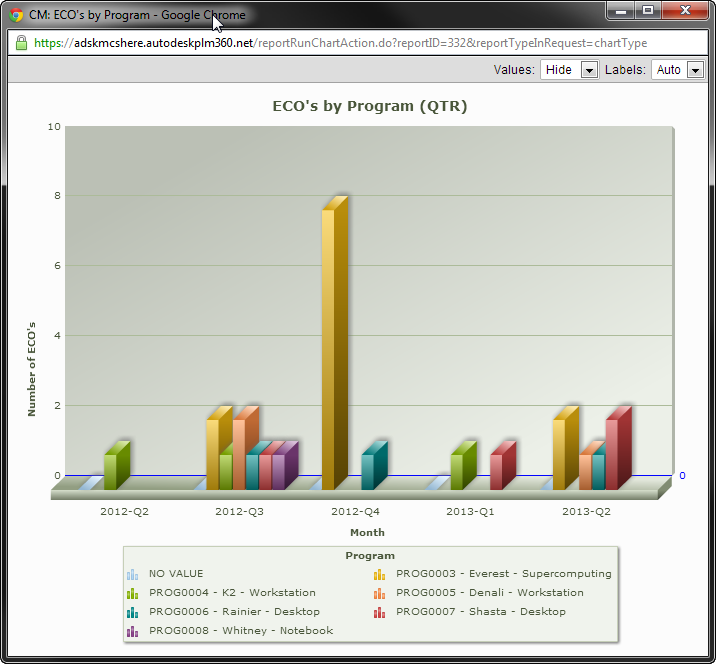 CM: ECO's by Program - Google Chrome
https://adskmcshere.autodeskplm360.net/reportRunChartAction.do?reportID=332&reportTypeInRequest=chartType
Values: Hide Labels: Auto
ECO's by Program (QTR)
10
8
6
4
2
0
0
Number of ECO's
2012-Q2 2012-Q3 2012-Q4 2013-Q1 2013-Q2
Month
Program
NO VALUE PROG0003 - Everest - Supercomputing
PROG0004 - K2 - Workstation PROG0005 - Denali - Workstation
PROG0006 - Rainier - Desktop PROG0007 - Shasta - Desktop
PROG0008 - Whitney - Notebook